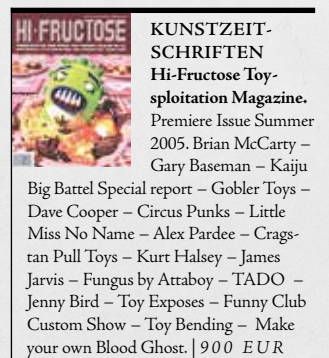 HI-FRUCTOSE
KUNSTZEIT-
SCHRIFTEN
Hi-Fructose Toy-
sploitation Magazine.
Premiere Issue Summer
2005. Brian McCarty –
Gary Baseman – Kaiju
Big Battel Special report – Gobler Toys –
Dave Cooper – Circus Punks – Little
Miss No Name – Alex Pardee – Crags-
tan Pull Toys – Kurt Halsey – James
Jarvis – Fungus by Attaboy – TADO –
Jenny Bird – Toy Exposes – Funny Club
Custom Show – Toy Bending – Make
your own Blood Ghost. | 900 EUR